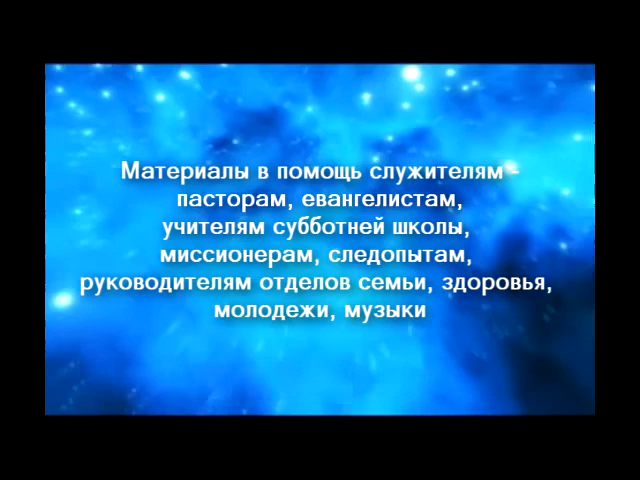 Материалы в помощь служителям -
пасторам, евангелистам,
учителям субботней школы,
миссионерам, следопытам,
руководителям отделов семьи, здоровья,
молодежи, музыки